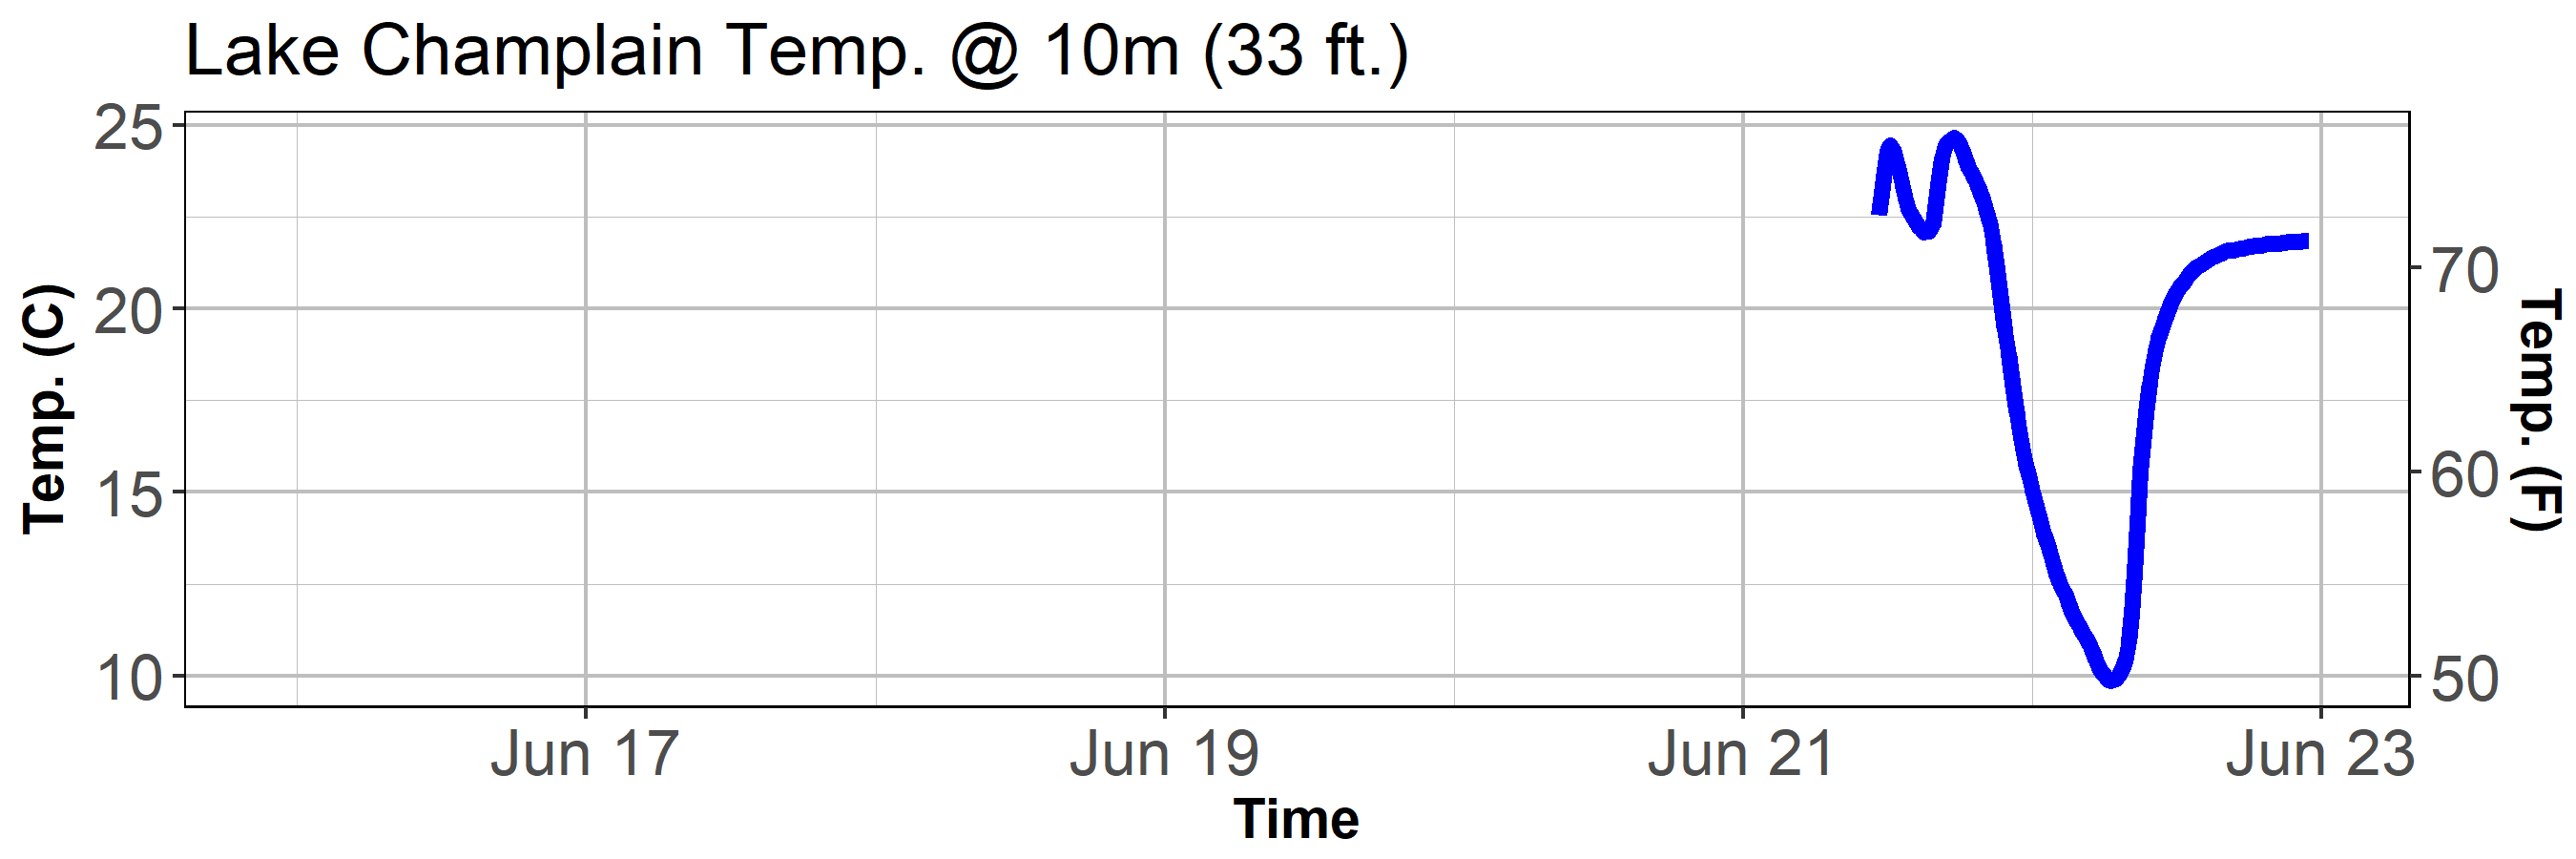 Lake Champlain Temp. @ 10m (33 ft.)
25
20
15
10
Temp. (C)
70
60
50
Temp. (F)
Jun 17 Jun 19 Jun 21 Jun 23
Time